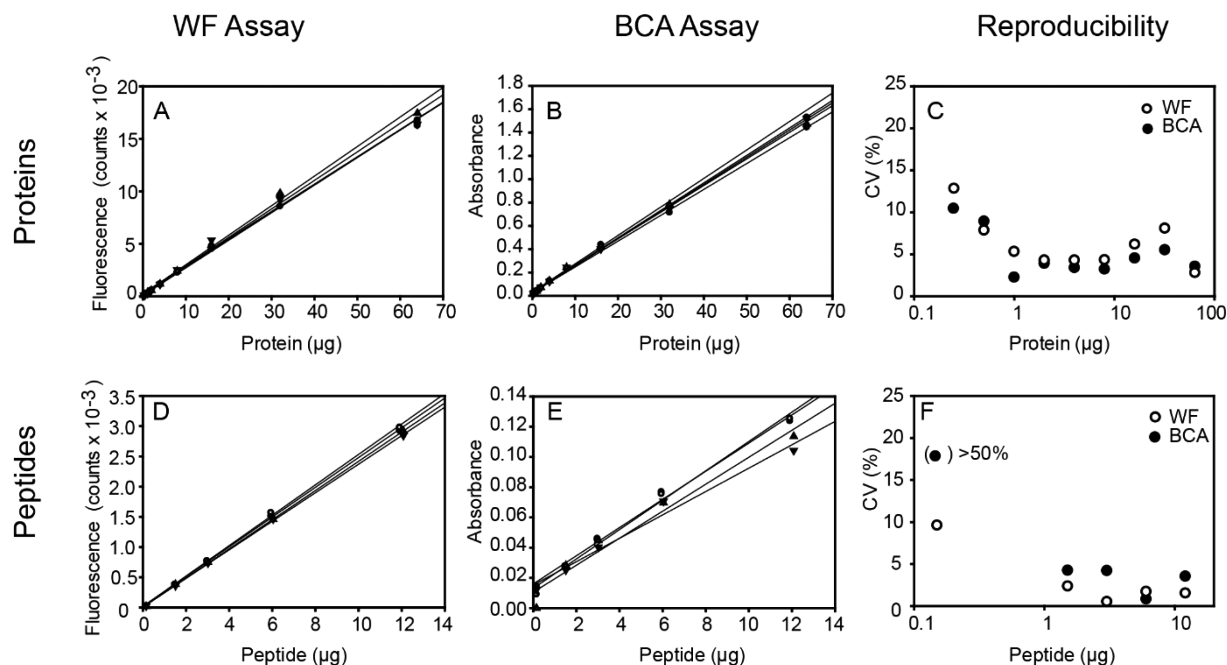 WF Assay
BCA Assay
Reproducibility
Proteins
Fluorescence (counts x 10-3)
20
15
10
5
0
A
0 10 20 30 40 50 60 70
Protein (µg)
Absorbance
1.8
1.6
1.4
1.2
1.0
0.8
0.6
0.4
0.2
0.0
B
0 10 20 30 40 50 60 70
Protein (µg)
CV (%)
25
20
15
10
5
0
C
WF
BCA
0.1 1 10 100
Protein (µg)
Peptides
Fluorescence (counts x 10-3)
3.5
3.0
2.5
2.0
1.5
1.0
0.5
0
D
0 2 4 6 8 10 12 14
Peptide (µg)
Absorbance
0.14
0.12
0.10
0.08
0.06
0.04
0.02
0.00
E
0 2 4 6 8 10 12 14
Peptide (µg)
CV (%)
25
20
15
10
5
0
F
WF
BCA
( ) >50%
0.1 1 10
Peptide (µg)